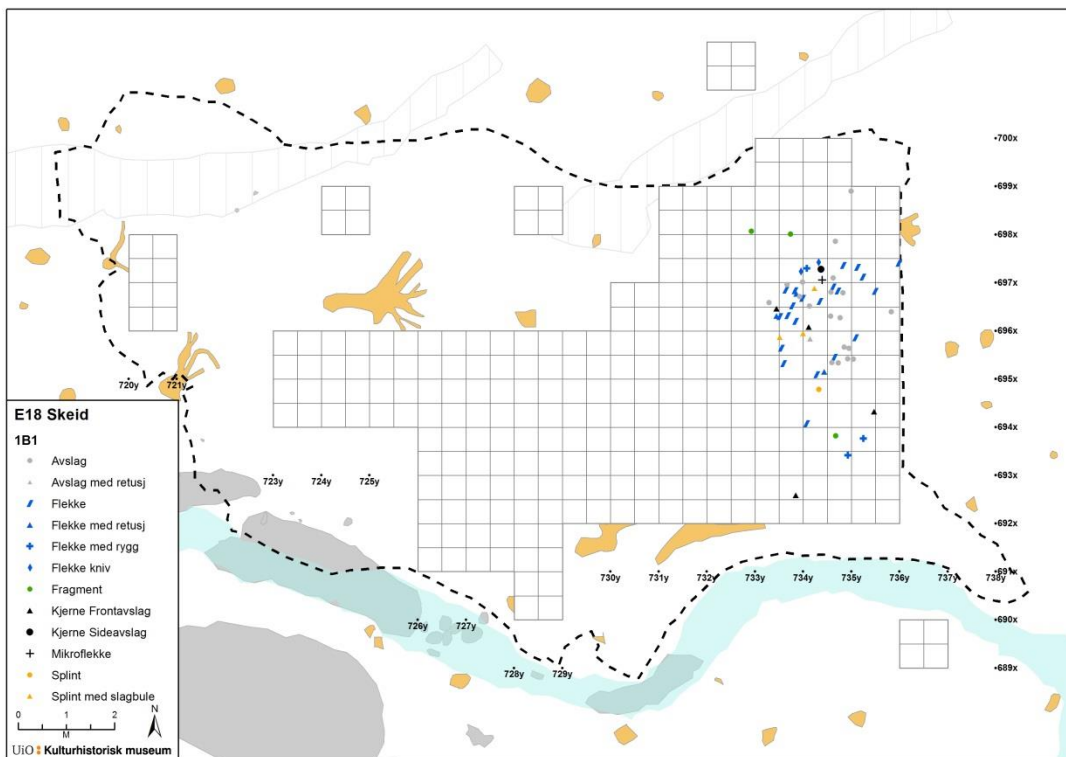 •700x
•699x
•698x
•697x
•696x
•695x
•694x
•693x
•692x
•691x
•690x
•689x
720y 721y
723y 724y 725y
730y 731y 732y 733y 734y 735y 736y 737y 738y
726y 727y
728y 729y
E18 Skeid
1B1
Avslag
Avslag med retusj
Flekke
Flekke med retusj
Flekke med rygg
Flekke kniv
Fragment
Kjerne Frontavslag
Kjerne Sideavslag
Mikroflekke
Splint
Splint med slagbule
0 1 2
M
N
UiO Kulturhistorisk museum